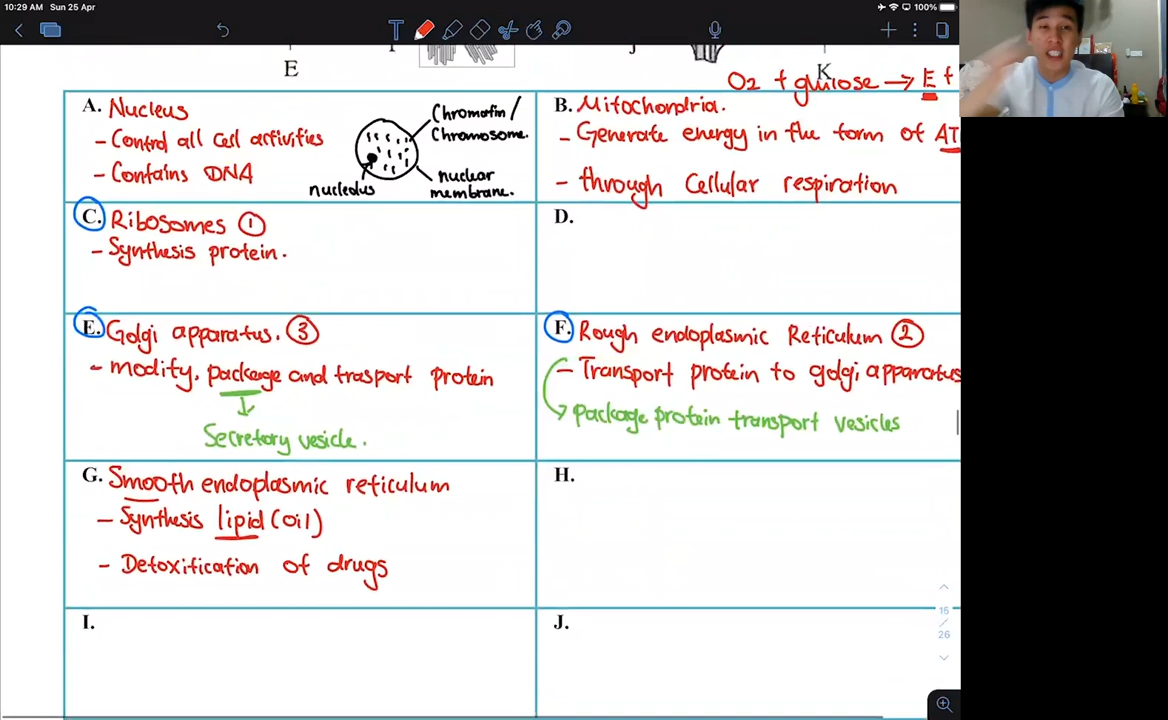 10:29 AM Sun 25 Apr
100%
T
E
K
O2 + glucose → E +
A. Nucleus
- Control all cell activities
- Contains DNA
Chromatin /
Chromosome.
nucleolus
nuclear
membrane.
B. Mitochondria.
- Generate energy in the form of AT
- through Cellular respiration
C. Ribosomes ①
- Synthesis protein.
D.
E. Golgi apparatus. ③
- modify, package and trasport protein
↓
Secretory vesicle.
F. Rough endoplasmic Reticulum ②
- Transport protein to golgi apparatus
→ package protein transport vesicles
G. Smooth endoplasmic reticulum
- Synthesis lipid (oil)
- Detoxification of drugs
H.
I.
J.
16
/
26